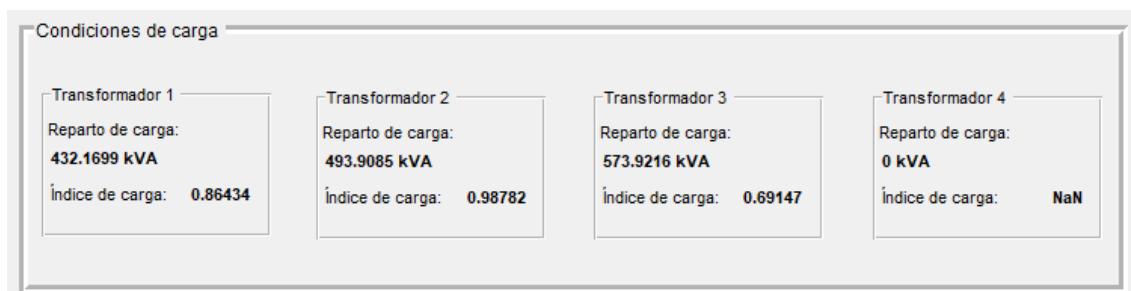 Condiciones de carga
Transformador 1
Reparto de carga:
432.1699 kVA
Índice de carga: 0.86434
Transformador 2
Reparto de carga:
493.9085 kVA
Índice de carga: 0.98782
Transformador 3
Reparto de carga:
573.9216 kVA
Índice de carga: 0.69147
Transformador 4
Reparto de carga:
0 kVA
Índice de carga: NaN